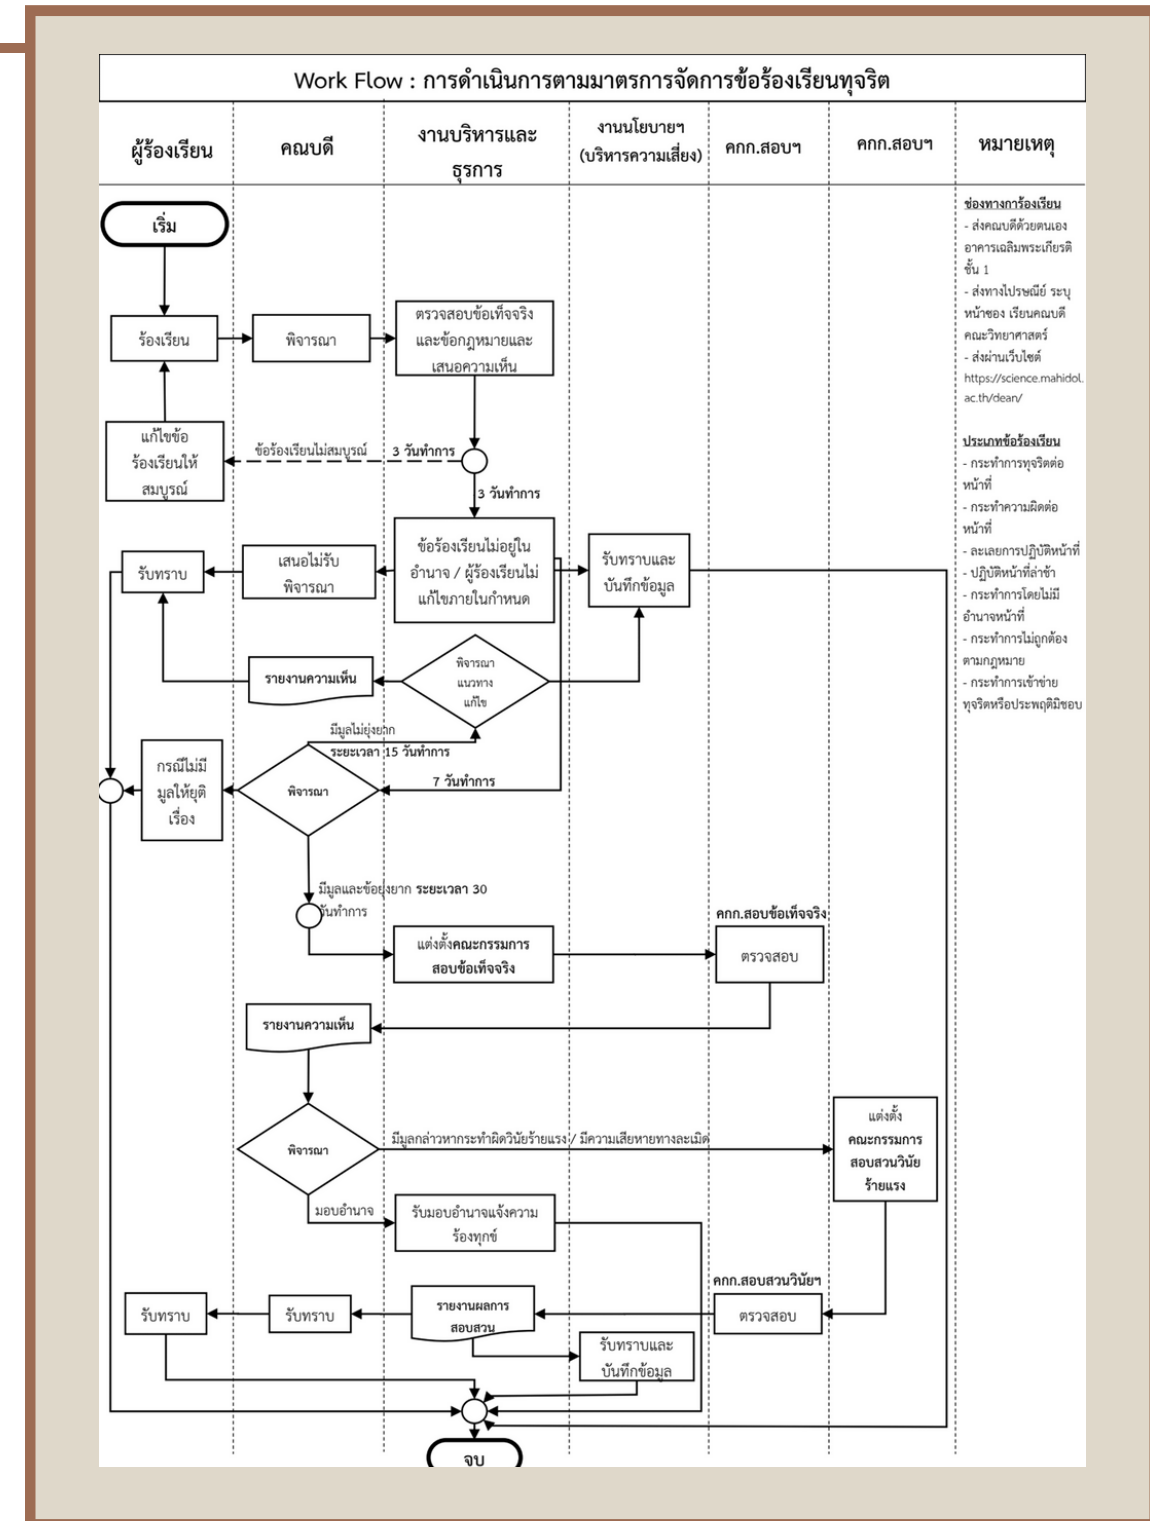 Work Flow : การดำเนินการตามมาตรการจัดการข้อร้องเรียนทุจริต
ผู้ร้องเรียน
คณบดี
งานบริหารและ
ธุรการ
งานนโยบายฯ
(บริหารความเสี่ยง)
คกก.สอบฯ
คกก.สอบฯ
หมายเหตุ
เริ่ม
ร้องเรียน
พิจารณา
ตรวจสอบข้อเท็จจริง
และข้อกฎหมายและ
เสนอความเห็น
แก้ไขข้อ
ร้องเรียนให้
สมบูรณ์
ข้อร้องเรียนไม่สมบูรณ์
3 วันทำการ
3 วันทำการ
รับทราบ
เสนอไม่รับ
พิจารณา
ข้อร้องเรียนไม่อยู่ใน
อำนาจ / ผู้ร้องเรียนไม่
แก้ไขภายในกำหนด
รับทราบและ
บันทึกข้อมูล
รายงานความเห็น
พิจารณา
แนวทาง
แก้ไข
มีมูลไม่ยุ่งยาก
ระยะเวลา 15 วันทำการ
7 วันทำการ
กรณีไม่มี
มูลให้ยุติ
เรื่อง
พิจารณา
มีมูลและข้อยุ่งยาก ระยะเวลา 30
วันทำการ
แต่งตั้งคณะกรรมการ
สอบข้อเท็จจริง
คกก.สอบข้อเท็จจริง
ตรวจสอบ
รายงานความเห็น
พิจารณา
มีมูลกล่าวหากระทำผิดวินัยร้ายแรง / มีความเสียหายทางละเมิด
แต่งตั้ง
คณะกรรมการ
สอบสวนวินัย
ร้ายแรง
มอบอำนาจ
รับมอบอำนาจแจ้งความ
ร้องทุกข์
คกก.สอบสวนวินัยฯ
ตรวจสอบ
รายงานผลการ
สอบสวน
รับทราบ
รับทราบ
รับทราบและ
บันทึกข้อมูล
จบ
ช่องทางการ้องเรียน
- ส่งคณบดีด้วยตนเอง
อาคารเฉลิมพระเกียรติ
ชั้น 1
- ส่งทางไปรษณีย์ ระบุ
หน้าซอง เรียนคณบดี
คณะวิทยาศาสตร์
- ส่งผ่านเว็บไซต์
https://science.mahidol.
ac.th/dean/
ประเภทข้อร้องเรียน
- กระทำการทุจริตต่อ
หน้าที่
- กระทำความผิดต่อ
หน้าที่
- ละเลยการปฏิบัติหน้าที่
- ปฏิบัติหน้าที่ล่าช้า
- กระทำการโดยไม่มี
อำนาจหน้าที่
- กระทำการไม่ถูกต้อง
ตามกฎหมาย
- กระทำการเข้าข่าย
ทุจริตหรือประพฤติมิชอบ